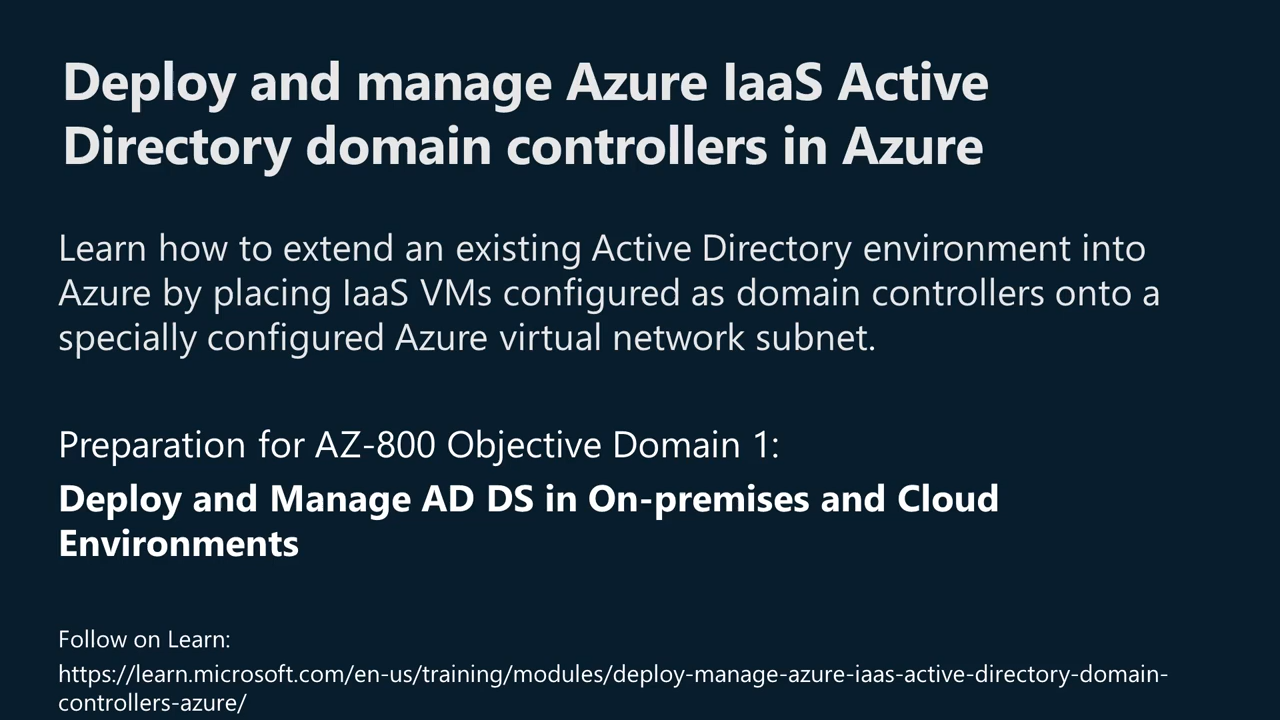 Deploy and manage Azure IaaS Active
Directory domain controllers in Azure
Learn how to extend an existing Active Directory environment into
Azure by placing IaaS VMs configured as domain controllers onto a
specially configured Azure virtual network subnet.
Preparation for AZ-800 Objective Domain 1:
Deploy and Manage AD DS in On-premises and Cloud
Environments
Follow on Learn:
https://learn.microsoft.com/en-us/training/modules/deploy-manage-azure-iaas-active-directory-domain-
controllers-azure/